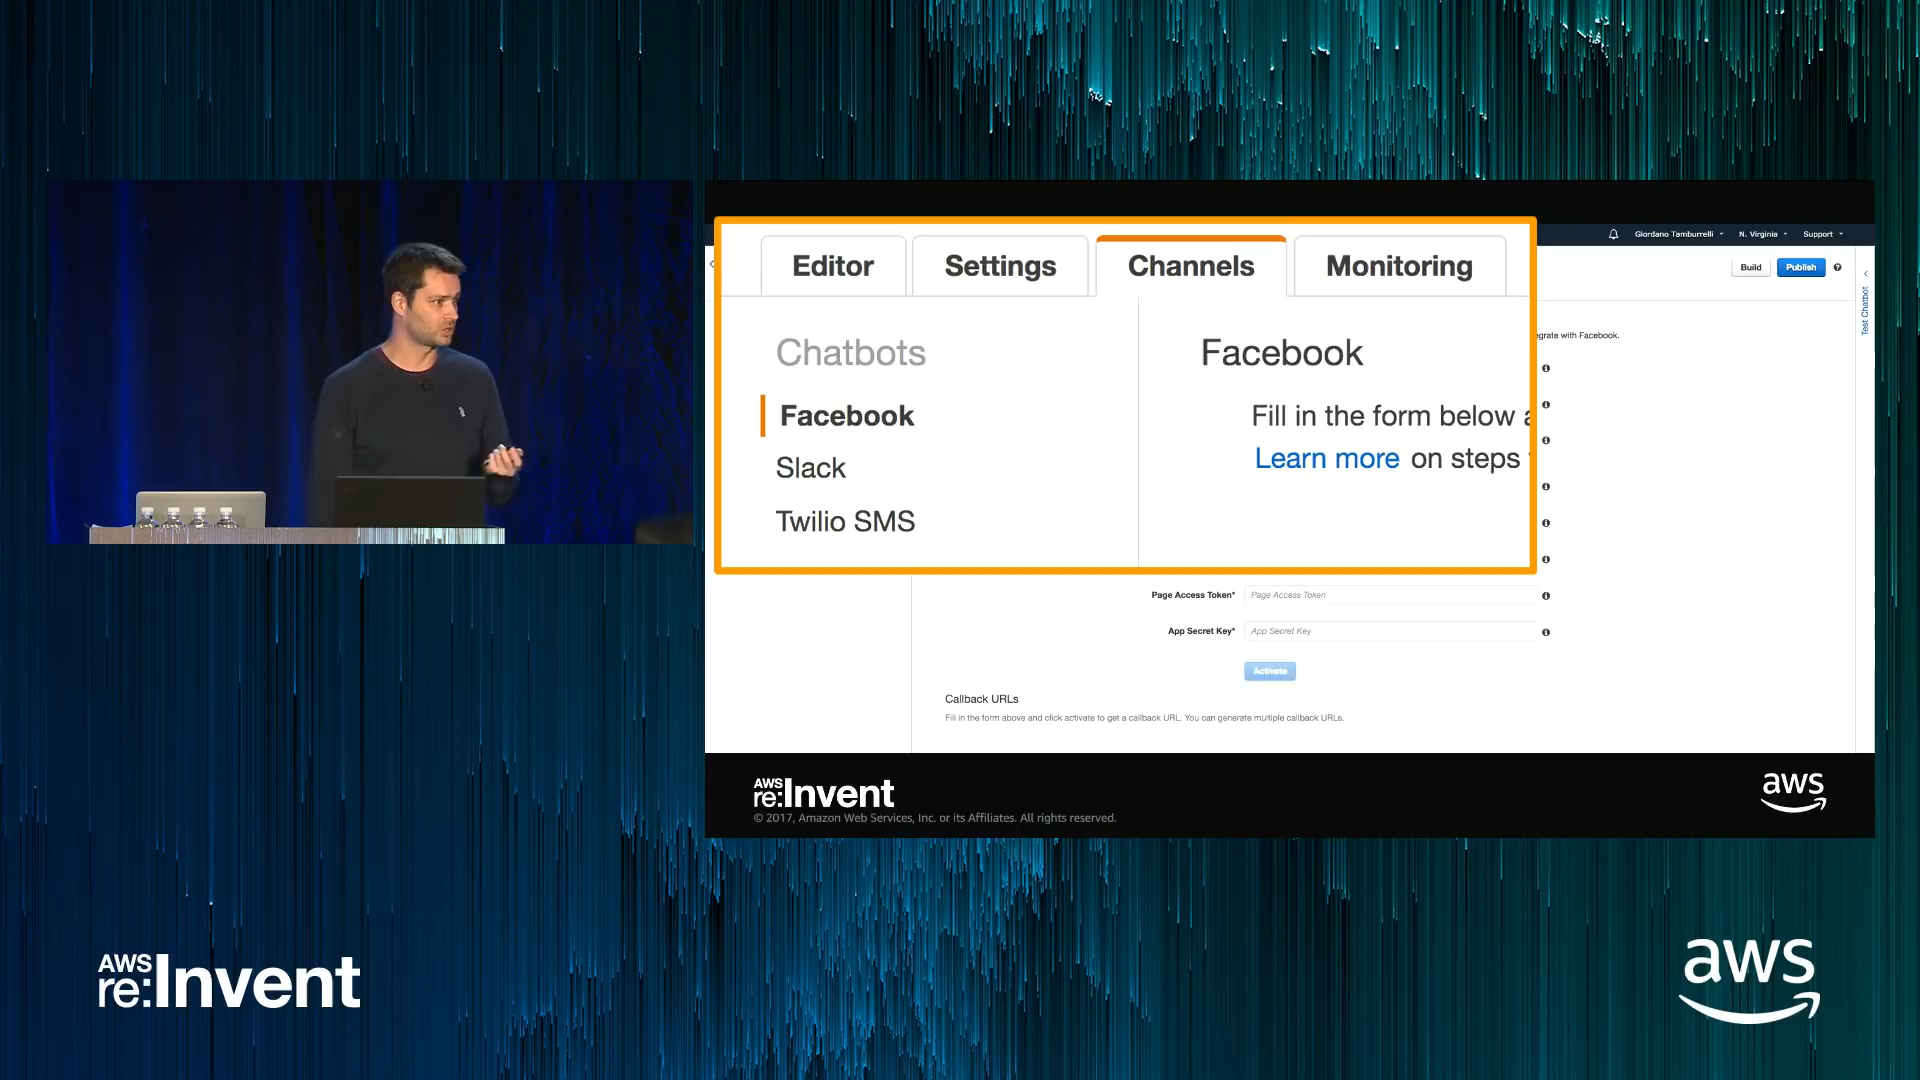 Editor
Settings
Channels
Monitoring
Giordano Tamburrelli
N. Virginia
Support
Build
Publish
Test Chatbot
Chatbots
Facebook
Slack
Twilio SMS
Facebook
Fill in the form below
Learn more on steps
egrate with Facebook.
Page Access Token*
Page Access Token
App Secret Key*
App Secret Key
Activate
Callback URLs
Fill in the form above and click activate to get a callback URL. You can generate multiple callback URLs.
AWS
re:Invent
© 2017, Amazon Web Services, Inc. or its Affiliates. All rights reserved.
aws
AWS
re:Invent
aws